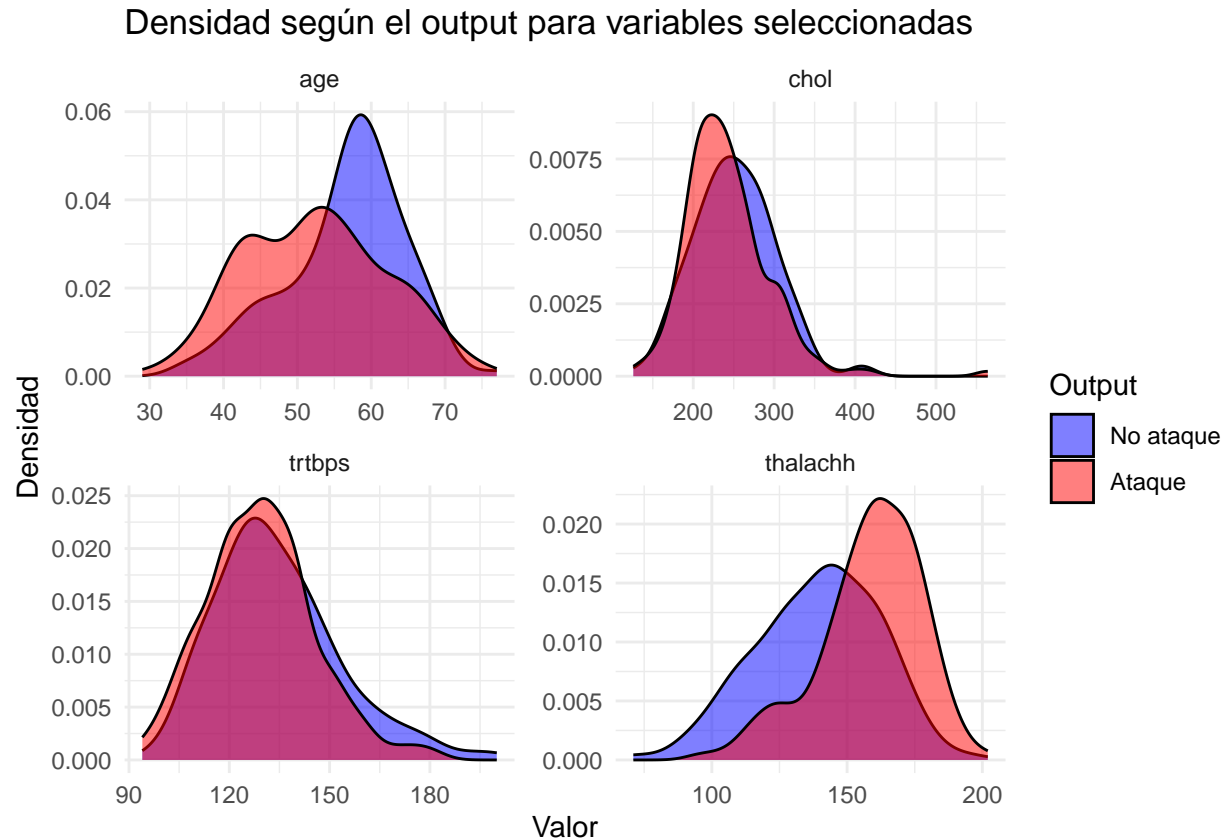 Densidad según el output para variables seleccionadas
age
chol
0.06
0.04
0.02
0.00
30 40 50 60 70
0.0075
0.0050
0.0025
0.0000
200 300 400 500
trtbps
thalachh
0.025
0.020
0.015
0.010
0.005
0.000
90 120 150 180
0.020
0.015
0.010
0.005
0.000
100 150 200
Densidad
Valor
Output
No ataque
Ataque